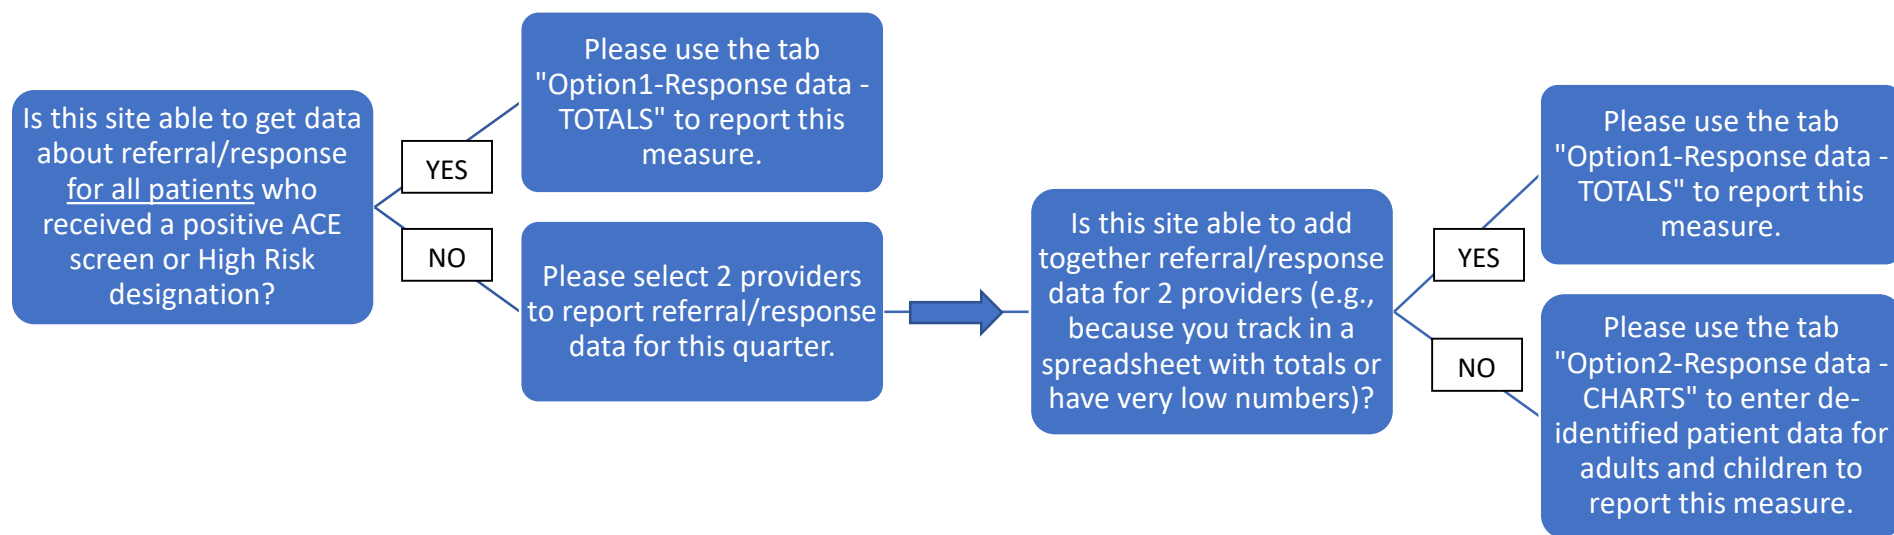 Is this site able to get data
about referral/response
for all patients who
received a positive ACE
screen or High Risk
designation?
YES
Please use the tab
"Option1-Response data -
TOTALS" to report this
measure.
NO
Please select 2 providers
to report referral/response
data for this quarter.
Is this site able to add
together referral/response
data for 2 providers (e.g.,
because you track in a
spreadsheet with totals or
have very low numbers)?
YES
Please use the tab
"Option1-Response data -
TOTALS" to report this
measure.
NO
Please use the tab
"Option2-Response data -
CHARTS" to enter de-
identified patient data for
adults and children to
report this measure.